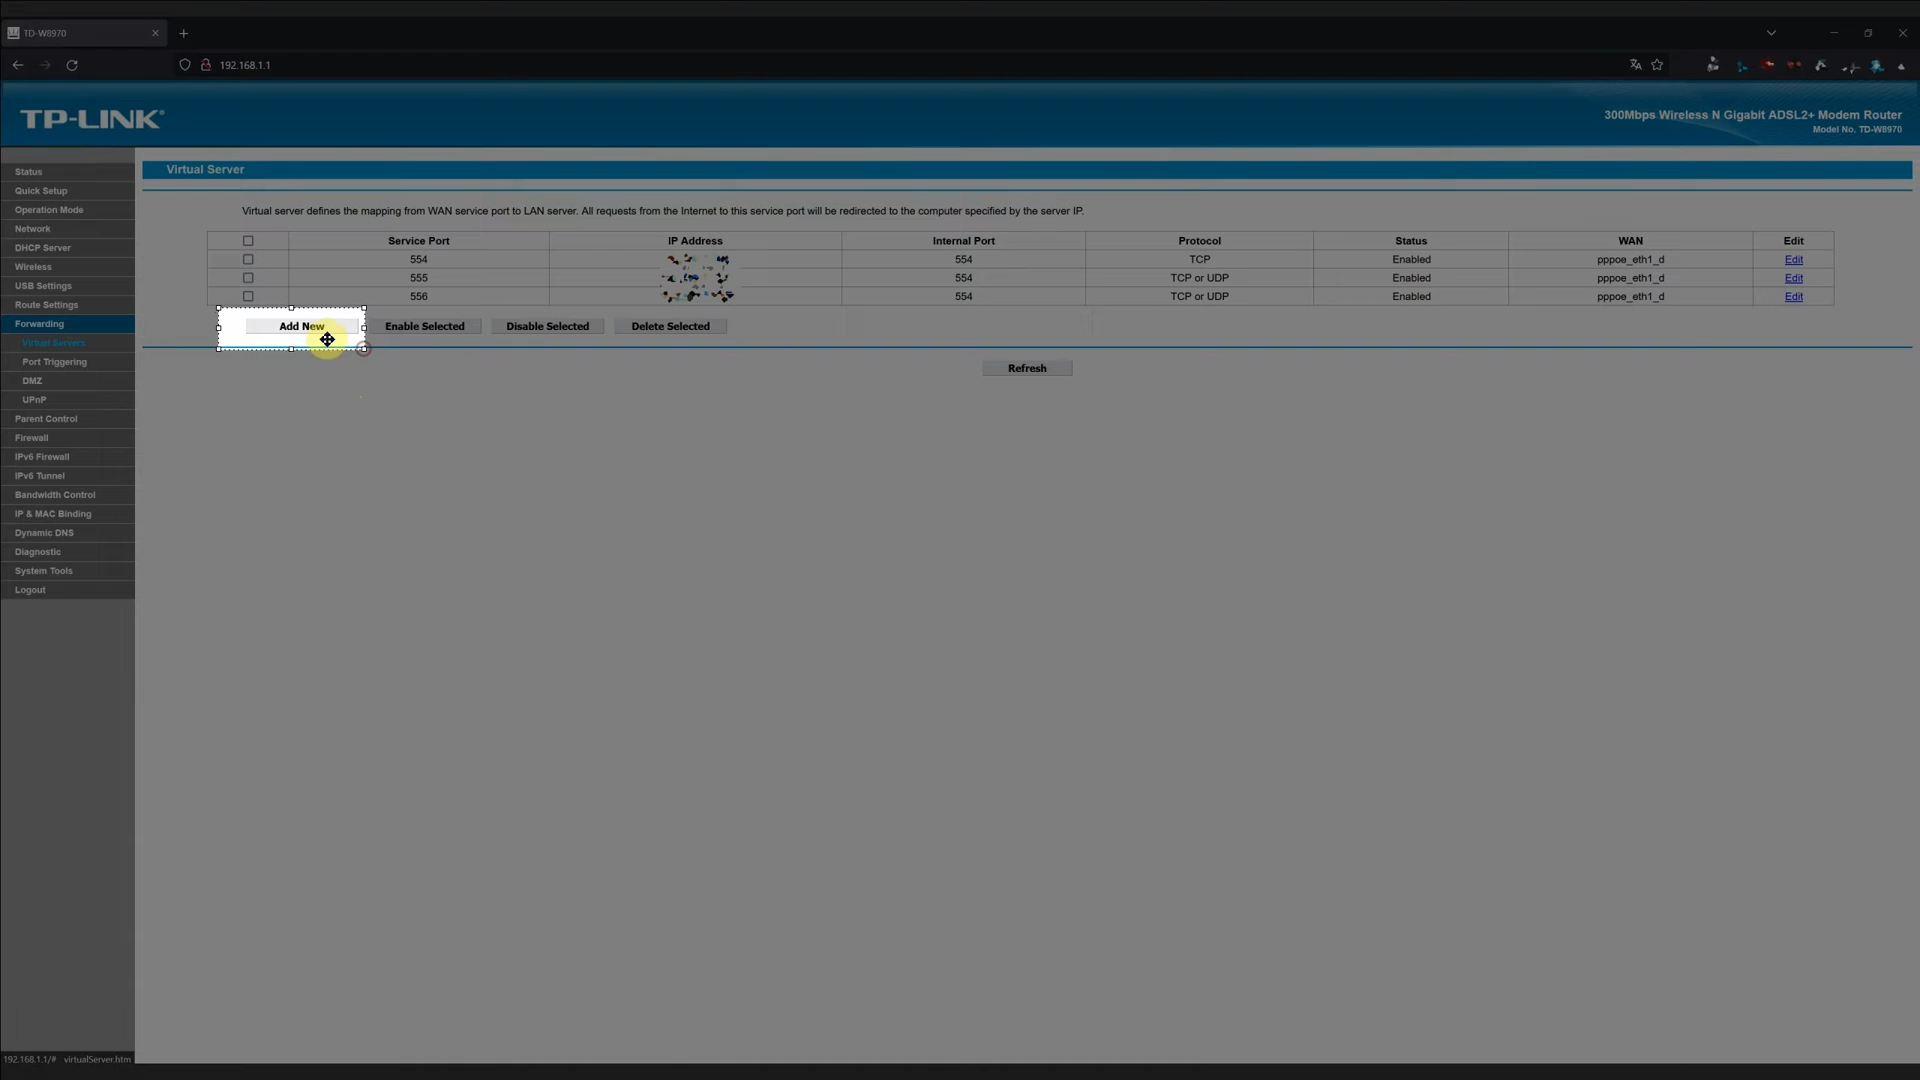 TD-W8970
192.168.1.1
TP-LINK®
300Mbps Wireless N Gigabit ADSL2+ Modem Router
Model No. TD-W8970
Status
Quick Setup
Operation Mode
Network
DHCP Server
Wireless
USB Settings
Route Settings
Forwarding
Virtual Servers
Port Triggering
DMZ
UPnP
Parent Control
Firewall
IPv6 Firewall
IPv6 Tunnel
Bandwidth Control
IP & MAC Binding
Dynamic DNS
Diagnostic
System Tools
Logout
Virtual Server
Virtual server defines the mapping from WAN service port to LAN server. All requests from the Internet to this service port will be redirected to the computer specified by the server IP.
Service Port IP Address Internal Port Protocol Status WAN Edit
554 554 TCP Enabled pppoe_eth1_d Edit
555 554 TCP or UDP Enabled pppoe_eth1_d Edit
556 554 TCP or UDP Enabled pppoe_eth1_d Edit
Add New Enable Selected Disable Selected Delete Selected
Refresh
192.168.1.1/# virtualServer.htm